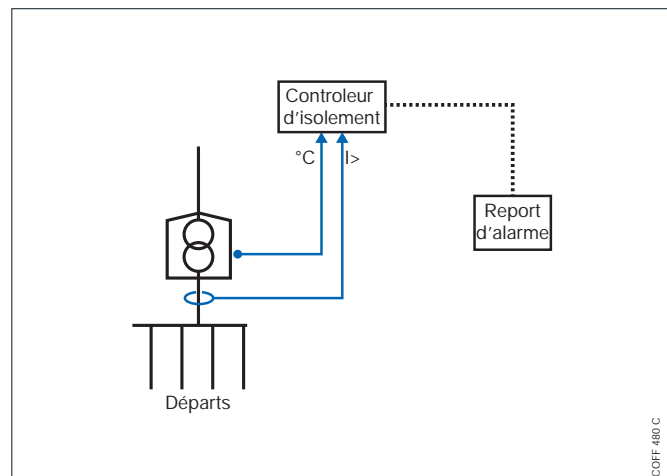 Controleur
d'isolement
°C
I>
Report
d'alarme
Départs
COFF 480 C